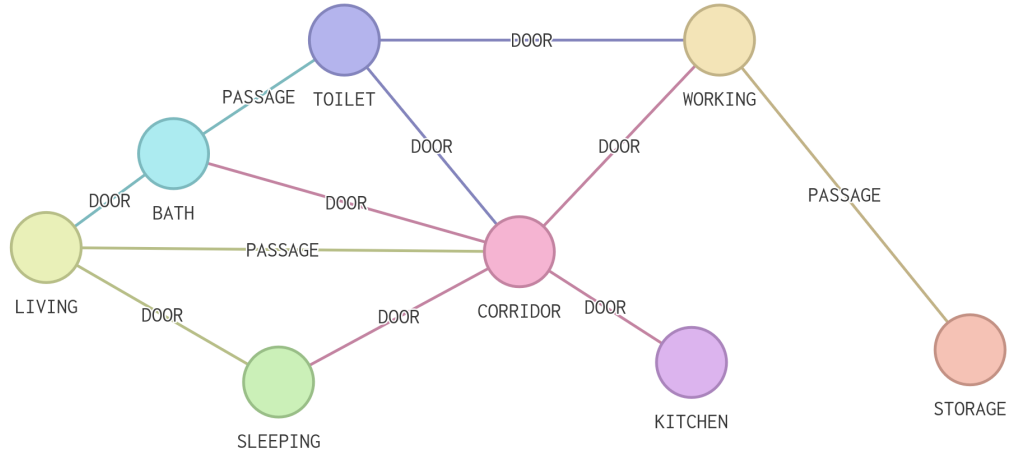 DOOR
PASSAGE
TOILET
WORKING
DOOR
DOOR
PASSAGE
DOOR
DOOR
BATH
PASSAGE
LIVING
DOOR
DOOR
DOOR
CORRIDOR
STORAGE
KITCHEN
SLEEPING